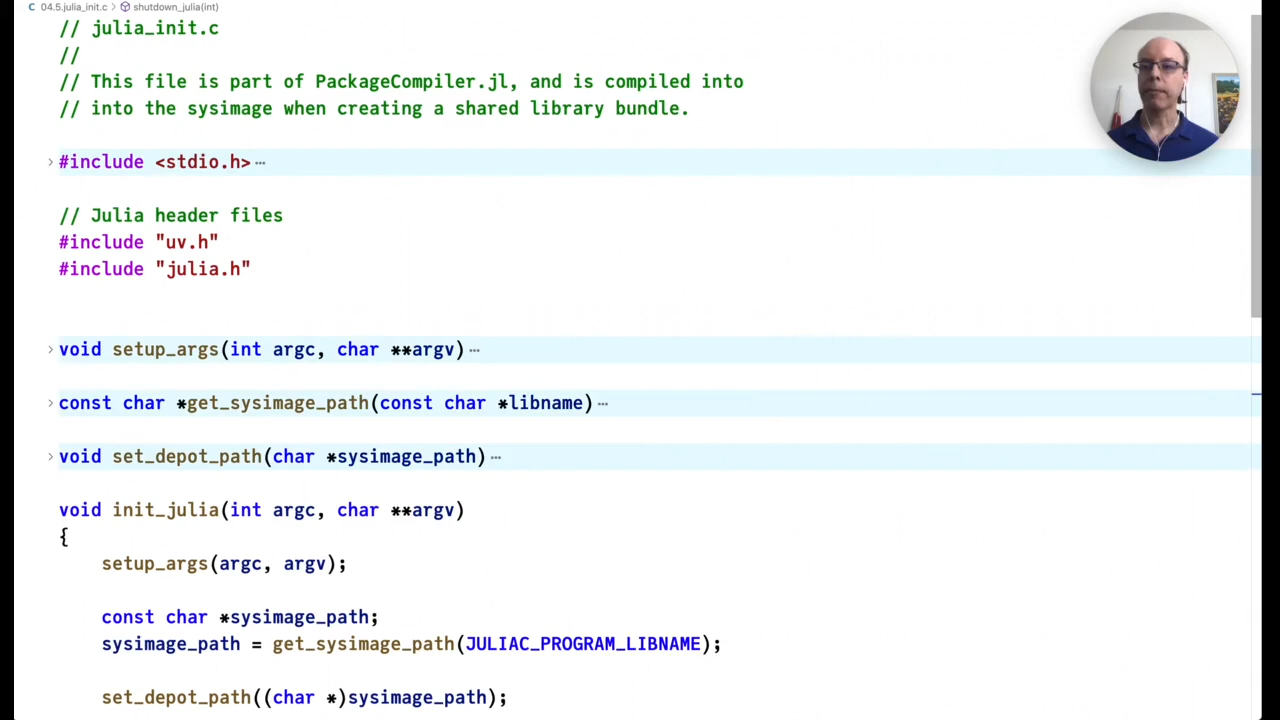 C 04.5.julia_init.c > shutdown_julia(int)
// julia_init.c
//
// This file is part of PackageCompiler.jl, and is compiled into
// into the sysimage when creating a shared library bundle.
#include <stdio.h> ⋯
// Julia header files
#include "uv.h"
#include "julia.h"
void setup_args(int argc, char **argv) ⋯
const char *get_sysimage_path(const char *libname) ⋯
void set_depot_path(char *sysimage_path) ⋯
void init_julia(int argc, char **argv)
{
setup_args(argc, argv);
const char *sysimage_path;
sysimage_path = get_sysimage_path(JULIAC_PROGRAM_LIBNAME);
set_depot_path((char *)sysimage_path);